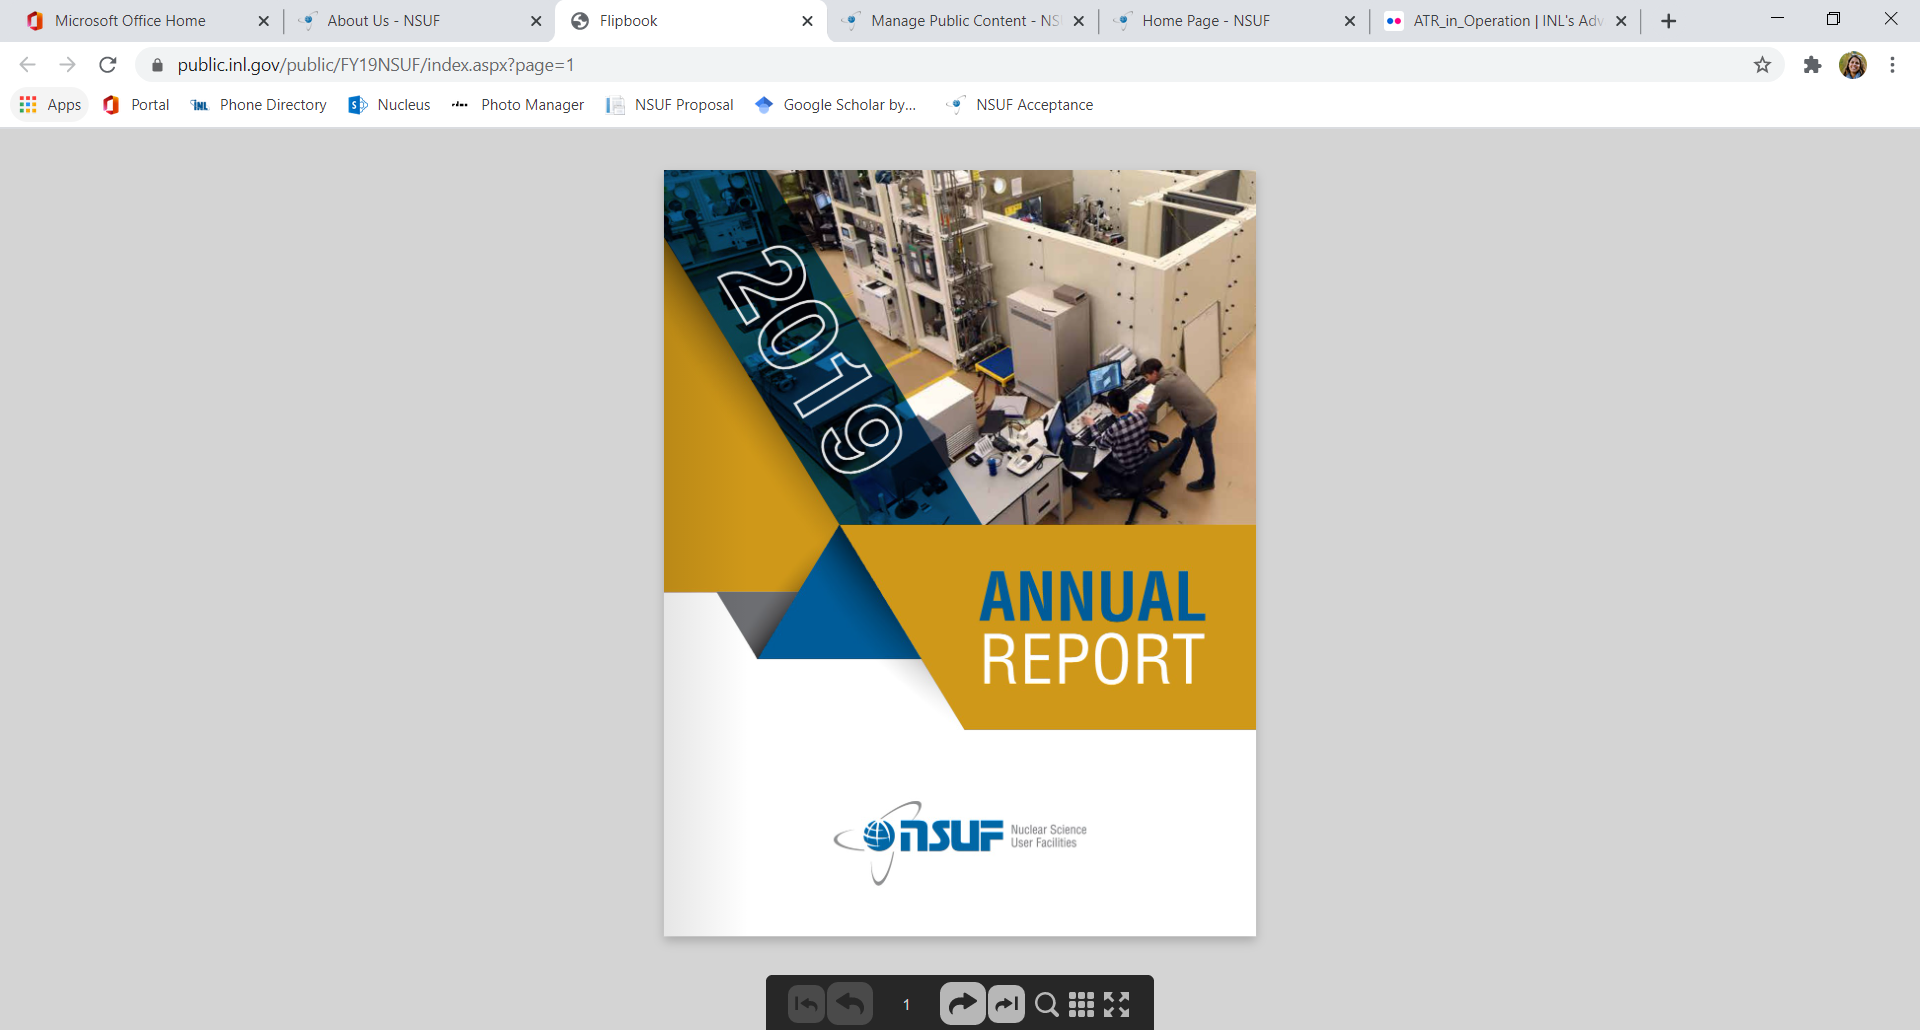 Microsoft Office Home
About Us - NSUF
Flipbook
Manage Public Content - NS
Home Page - NSUF
ATR_in_Operation | INL's Adv
public.inl.gov/public/FY19NSUF/index.aspx?page=1
Apps
Portal
INL
Phone Directory
Nucleus
Photo Manager
NSUF Proposal
Google Scholar by...
NSUF Acceptance
2019
ANNUAL
REPORT
nsuf
Nuclear Science
User Facilities
1